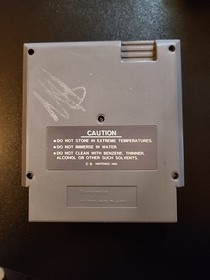 CAUTION
● DO NOT STORE IN EXTREME TEMPERATURES.
● DO NOT IMMERSE IN WATER.
● DO NOT CLEAN WITH BENZENE, THINNER,
ALCOHOL OR OTHER SUCH SOLVENTS.
NINTENDO